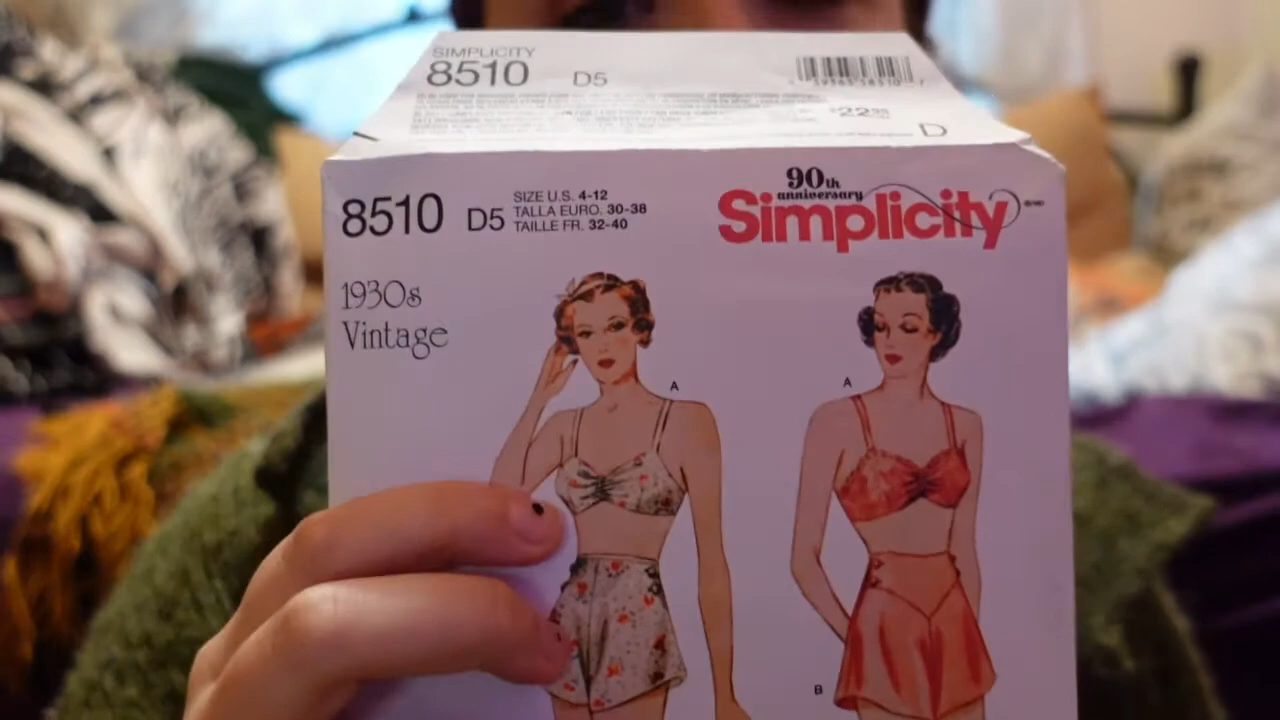 SIMPLICITY
8510 D5
$22
D
90th
anniversary
Simplicity
8510 D5
SIZE U.S. 4-12
TALLA EURO. 30-38
TAILLE FR. 32-40
1930s
Vintage
A
A
B